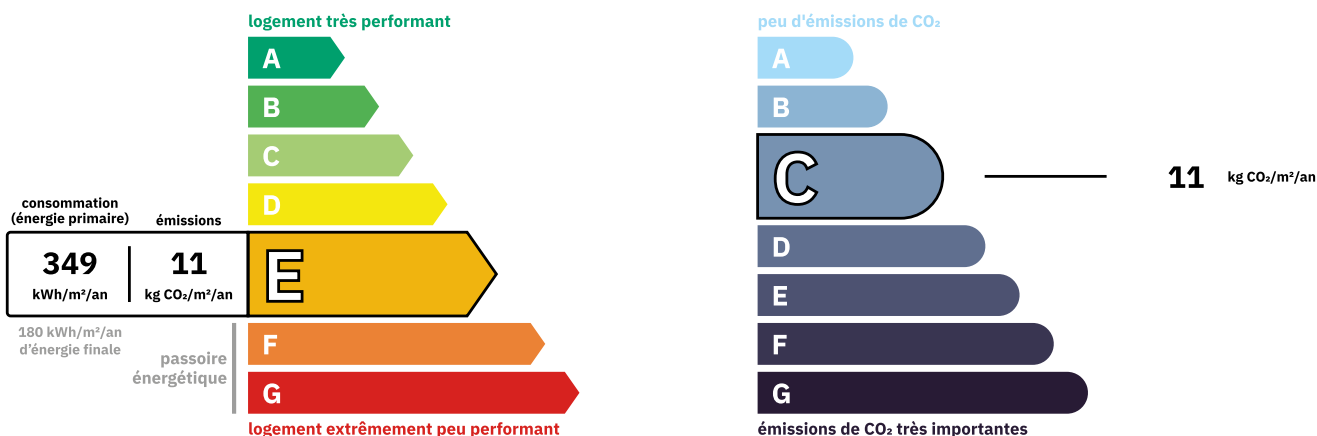 logement très performant
A
B
C
D
consommation
(énergie primaire)
émissions
349
kWh/m²/an
11
kg CO₂/m²/an
E
180 kWh/m²/an
d'énergie finale
passoire
énergétique
F
G
logement extrêmement peu performant
peu d'émissions de CO₂
A
B
C
11
kg CO₂/m²/an
D
E
F
G
émissions de CO₂ très importantes